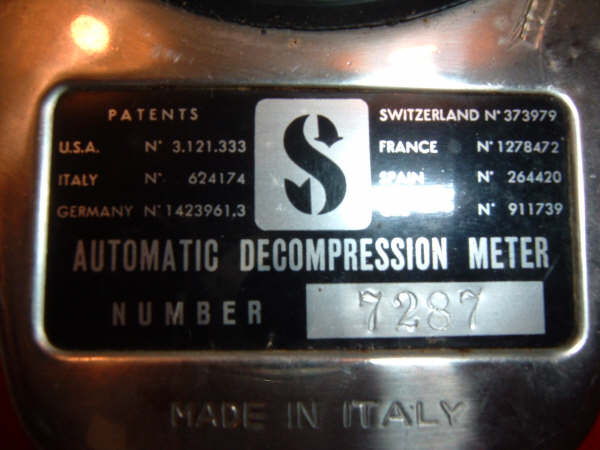 PATENTS
U.S.A. N° 3.121.333
ITALY N° 624174
GERMANY N° 1423961.3
S
SWITZERLAND N° 373979
FRANCE N° 1278472
SPAIN N° 264420
N° 911739
AUTOMATIC DECOMPRESSION METER
NUMBER 7287
MADE IN ITALY